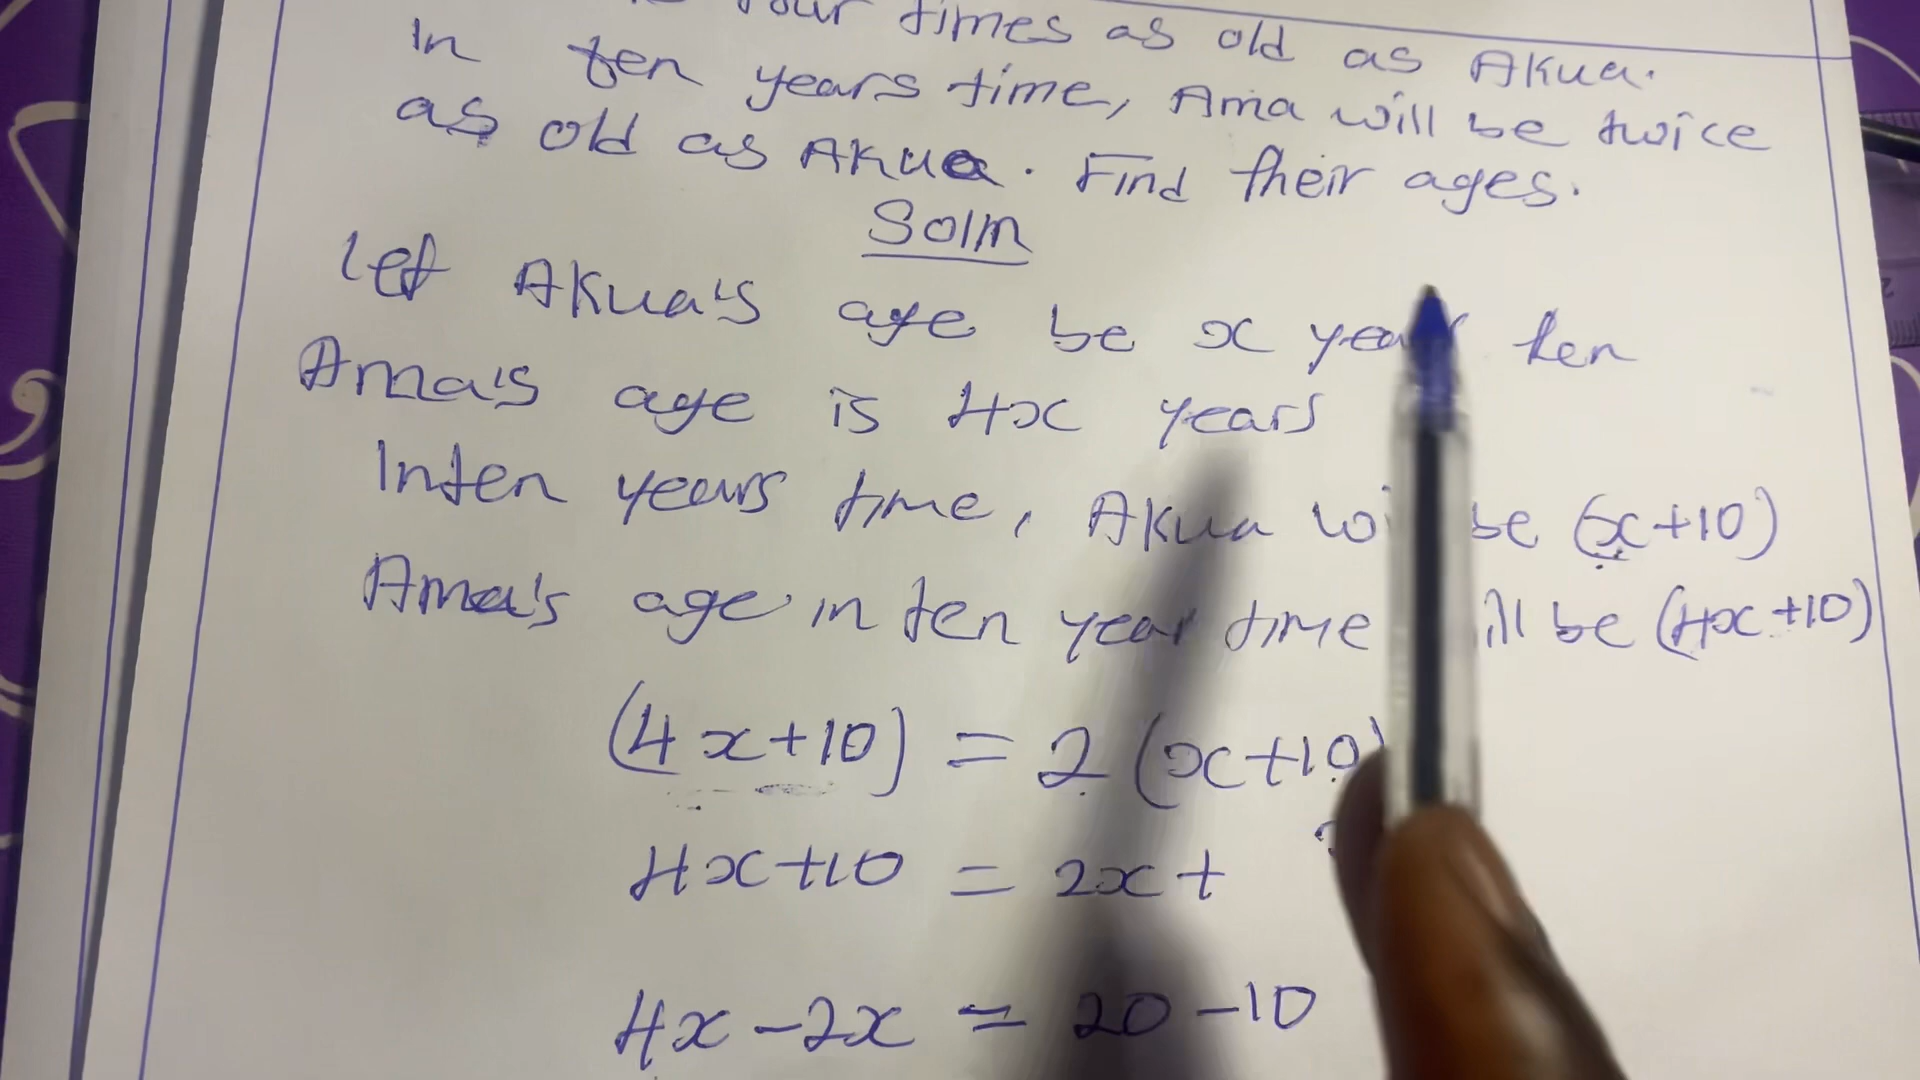 four times as old as Akua.
In ten years time, Ama will be twice
as old as Akua. Find their ages.
Soln
Let Akua's age be x years ten
Ama's age is 4x years
Inten years time, Akua be (x+10)
Ama's age in ten year time be (4x+10)
(4x+10) = 2(x+10)
4x+10 = 2x+
4x-2x = 20-10